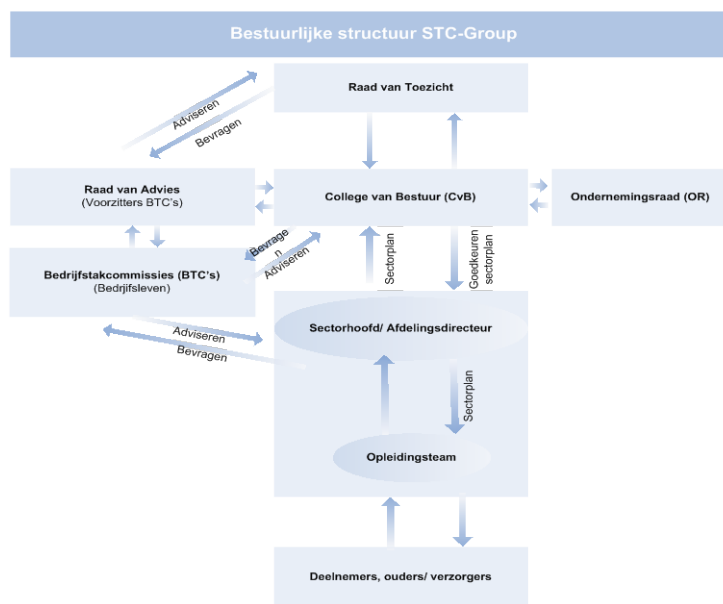 Bestuurlijke structuur STC-Group
Raad van Toezicht
Adviseren
Bevragen
Raad van Advies
(Voorzitters BTC's)
College van Bestuur (CvB)
Ondernemingsraad (OR)
Bedrijfstakcommissies (BTC's)
(Bedrijfsleven)
Bevrage
n
Adviseren
Sectorplan
Goedkeuren
sectorplan
Sectorhoofd/ Afdelingsdirecteur
Adviseren
Bevragen
Sectorplan
Opleidingsteam
Deelnemers, ouders/ verzorgers